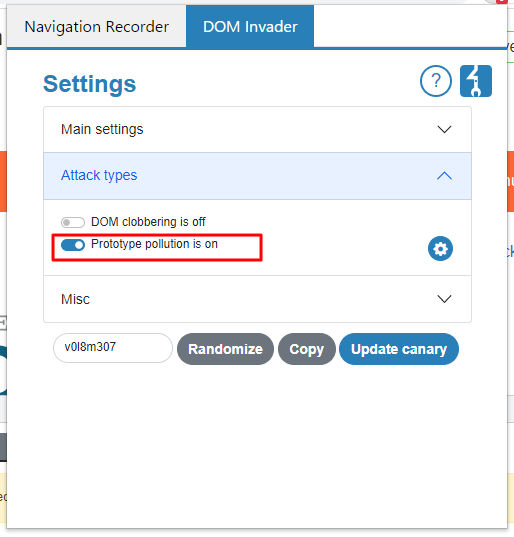 Navigation Recorder
DOM Invader
Settings
?
Main settings
Attack types
DOM clobbering is off
Prototype pollution is on
Misc
v0l8m307
Randomize
Copy
Update canary